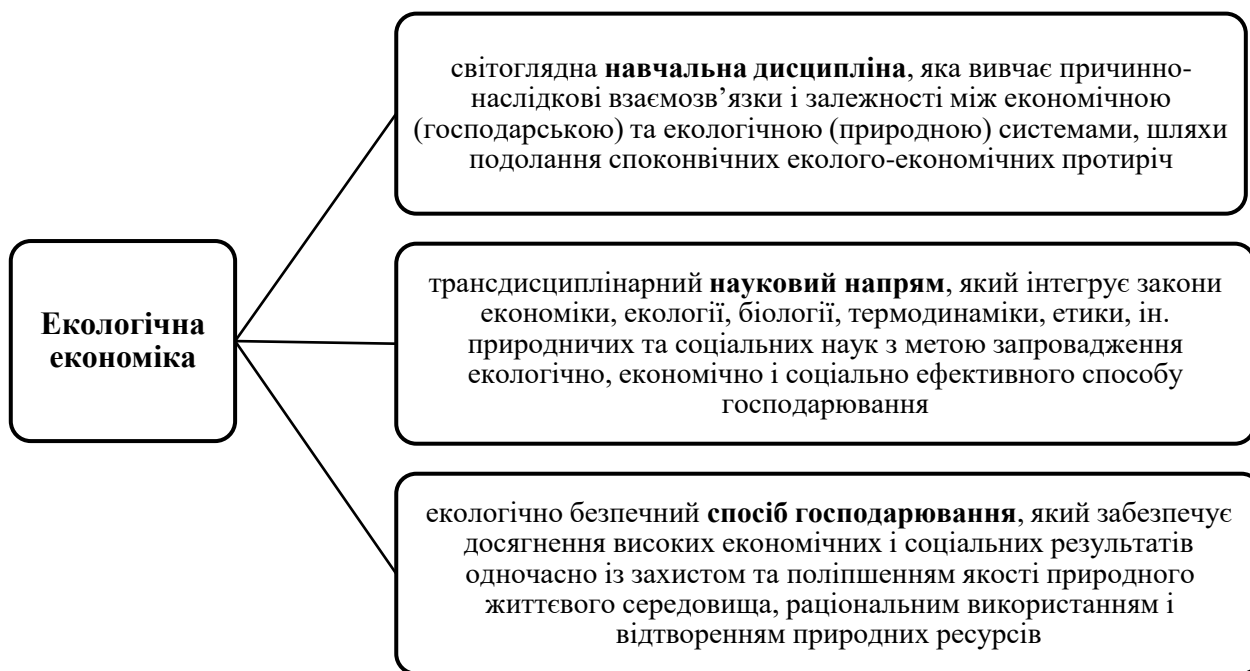 світоглядна навчальна дисципліна, яка вивчає причинно-
наслідкові взаємозв’язки і залежності між економічною
(господарською) та екологічною (природною) системами, шляхи
подолання споконвічних еколого-економічних протиріч
Екологічна
економіка
трансдисциплінарний науковий напрям, який інтегрує закони
економіки, екології, біології, термодинаміки, етики, ін.
природничих та соціальних наук з метою запровадження
екологічно, економічно і соціально ефективного способу
господарювання
екологічно безпечний спосіб господарювання, який забезпечує
досягнення високих економічних і соціальних результатів
одночасно із захистом та поліпшенням якості природного
життєвого середовища, раціональним використанням і
відтворенням природних ресурсів